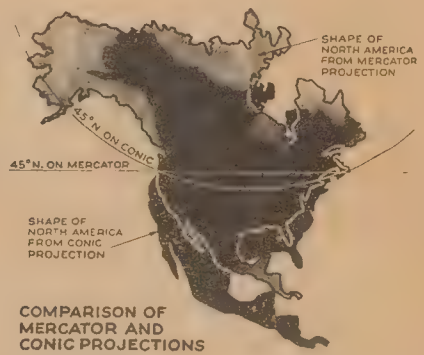 SHAPE OF
NORTH AMERICA
FROM MERCATOR
PROJECTION
45°N. ON CONIC
45°N. ON MERCATOR
SHAPE OF
NORTH AMERICA
FROM CONIC
PROJECTION
COMPARISON OF
MERCATOR AND
CONIC PROJECTIONS